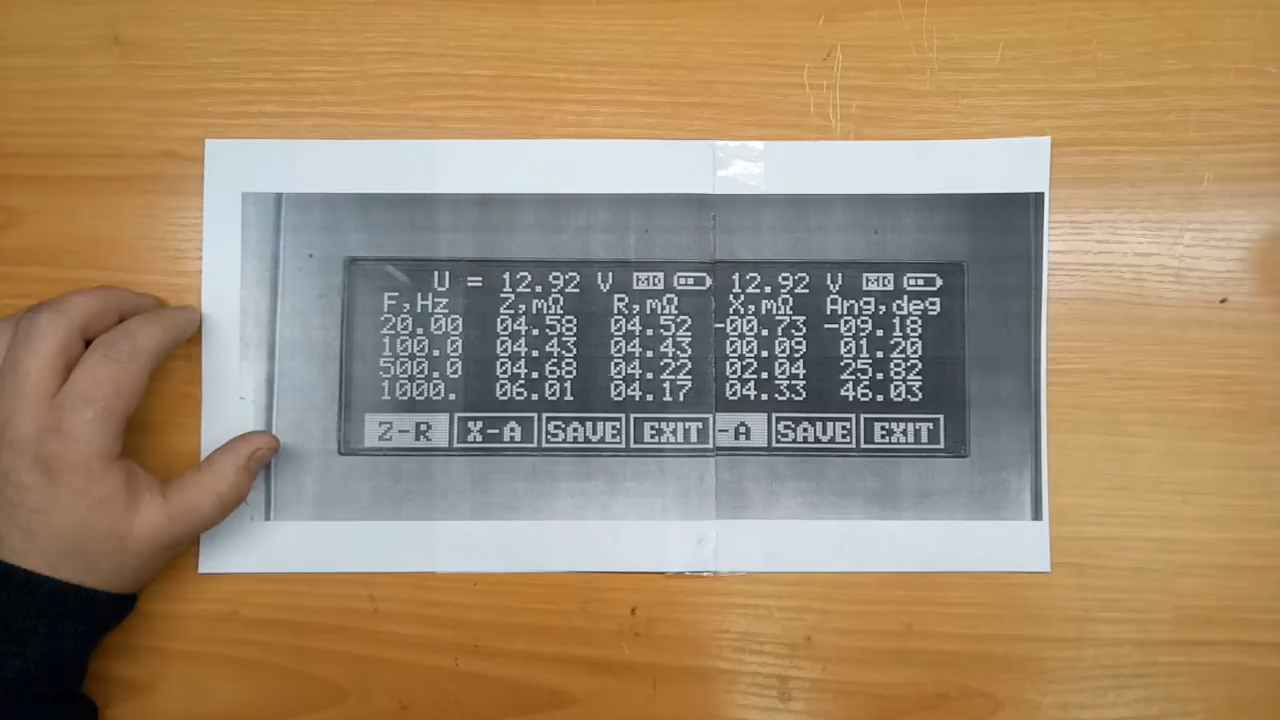 U = 12.92 V 12.92 V
F,Hz Z,mΩ R,mΩ X,mΩ Ang,deg
20.00 04.58 04.52 -00.73 -09.18
100.0 04.43 04.43 00.09 01.20
500.0 04.68 04.22 02.04 25.82
1000. 06.01 04.17 04.33 46.03
Z-R X-A SAVE EXIT -A SAVE EXIT